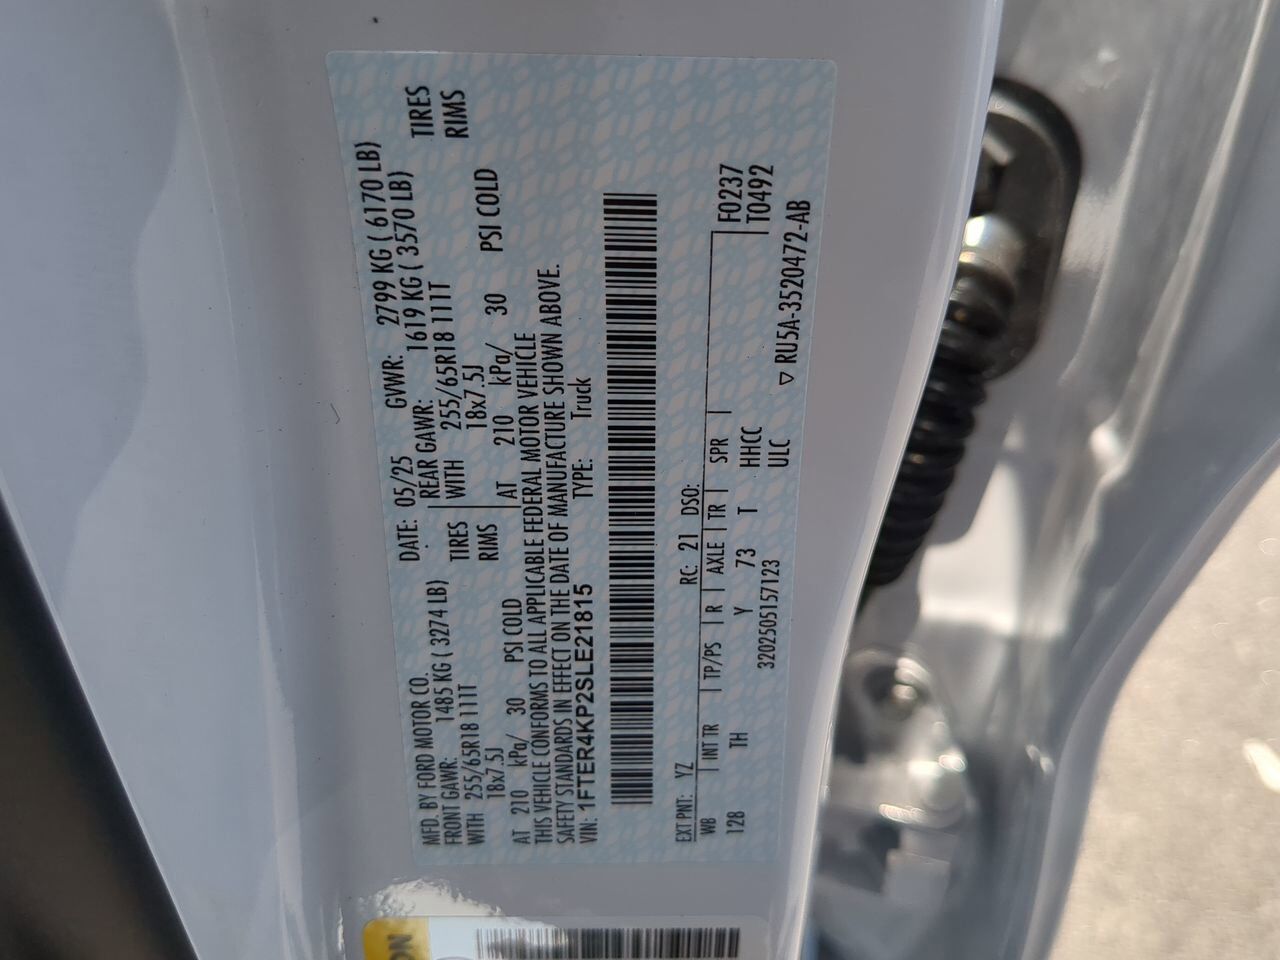 MFD. BY FORD MOTOR CO. DATE: 05/25 GVWR: 2799 KG ( 6170 LB)
FRONT GAWR: 1485 KG ( 3274 LB) REAR GAWR: 1619 KG ( 3570 LB)
WITH 255/65R18 111T TIRES WITH 255/65R18 111T TIRES
18x7.5J RIMS 18x7.5J RIMS
AT 210 kPa/ 30 PSI COLD AT 210 kPa/ 30 PSI COLD
THIS VEHICLE CONFORMS TO ALL APPLICABLE FEDERAL MOTOR VEHICLE
SAFETY STANDARDS IN EFFECT ON THE DATE OF MANUFACTURE SHOWN ABOVE.
VIN: 1FTER4KP2SLE21815 TYPE: Truck
EXT PNT: YZ RC: 21 DSO: F0237
WB INT TR TP/PS R AXLE TR SPR T0492
128 TH Y 73 T HHCC
3202505157123 ULC
▽ RU5A-3520472-AB